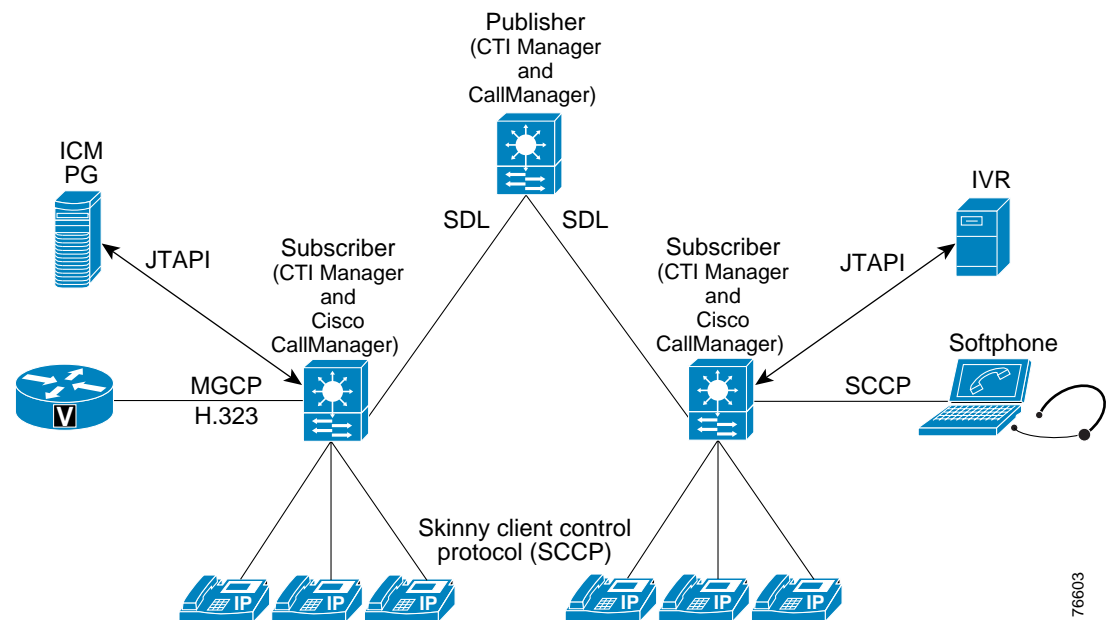 Publisher
(CTI Manager
and
CallManager)
ICM
PG
IVR
SDL
SDL
JTAPI
Subscriber
(CTI Manager
and
Cisco
CallManager)
Subscriber
(CTI Manager
and
Cisco
CallManager)
JTAPI
Softphone
MGCP
H.323
V
SCCP
Skinny client control
protocol (SCCP)
IP
IP
IP
IP
IP
IP
76603